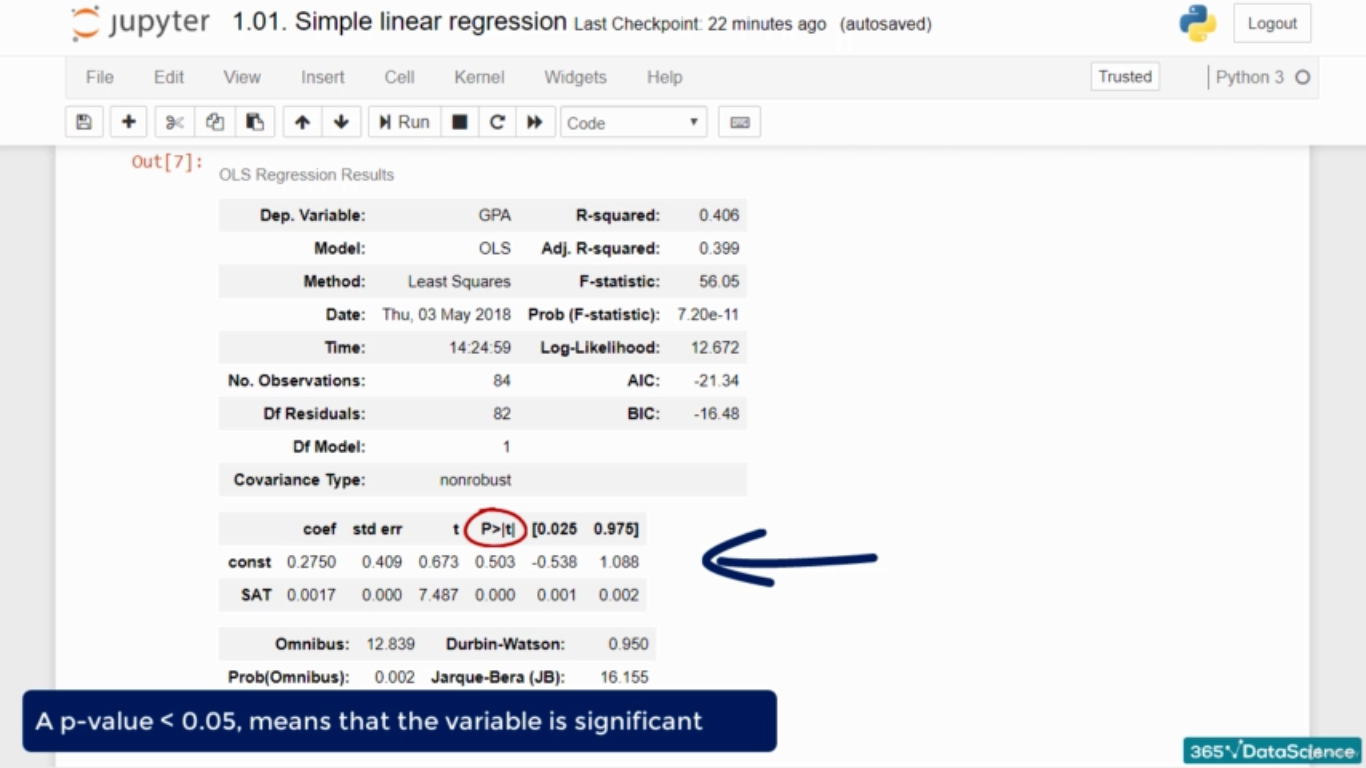 jupyter 1.01. Simple linear regression Last Checkpoint: 22 minutes ago (autosaved) Logout
File Edit View Insert Cell Kernel Widgets Help Trusted Python 3
Run Code
Out[7]:
OLS Regression Results
Dep. Variable: GPA R-squared: 0.406
Model: OLS Adj. R-squared: 0.399
Method: Least Squares F-statistic: 56.05
Date: Thu, 03 May 2018 Prob (F-statistic): 7.20e-11
Time: 14:24:59 Log-Likelihood: 12.672
No. Observations: 84 AIC: -21.34
Df Residuals: 82 BIC: -16.48
Df Model: 1
Covariance Type: nonrobust
coef std err t P>|t| [0.025 0.975]
const 0.2750 0.409 0.673 0.503 -0.538 1.088
SAT 0.0017 0.000 7.487 0.000 0.001 0.002
Omnibus: 12.839 Durbin-Watson: 0.950
Prob(Omnibus): 0.002 Jarque-Bera (JB): 16.155
A p-value < 0.05, means that the variable is significant
365 DataScience